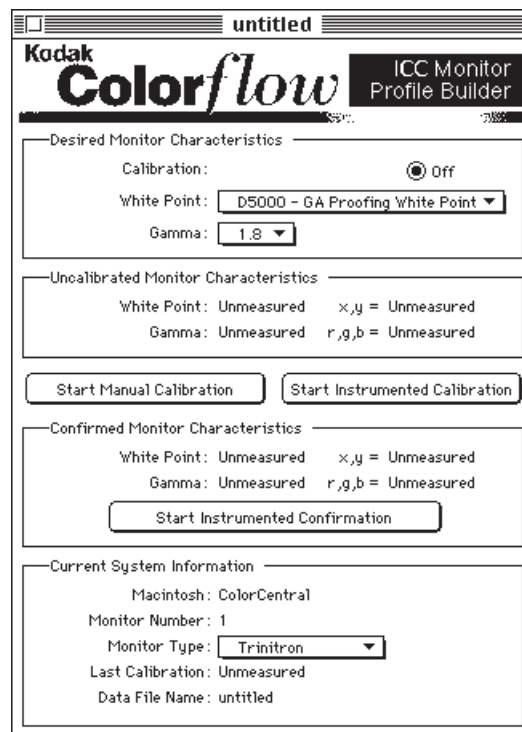 untitled
Kodak
Colorflow
ICC Monitor
Profile Builder
Desired Monitor Characteristics
Calibration: Off
White Point: D5000 - GA Proofing White Point
Gamma: 1.8
Uncalibrated Monitor Characteristics
White Point: Unmeasured x,y = Unmeasured
Gamma: Unmeasured r,g,b = Unmeasured
Start Manual Calibration Start Instrumented Calibration
Confirmed Monitor Characteristics
White Point: Unmeasured x,y = Unmeasured
Gamma: Unmeasured r,g,b = Unmeasured
Start Instrumented Confirmation
Current System Information
Macintosh: ColorCentral
Monitor Number: 1
Monitor Type: Trinitron
Last Calibration: Unmeasured
Data File Name: untitled